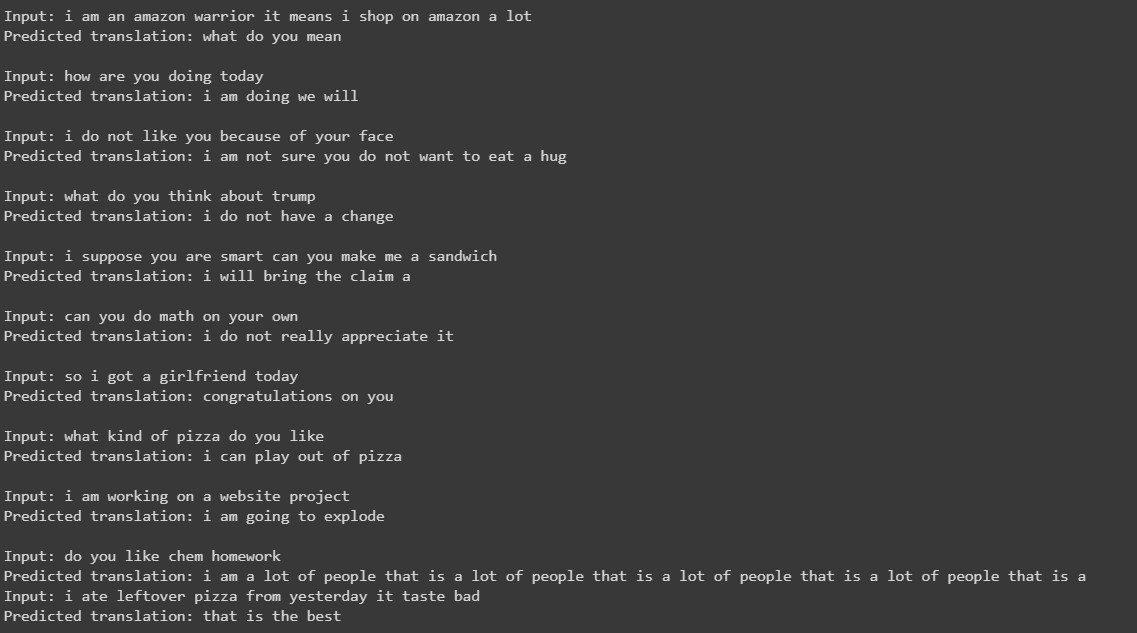 Input: i am an amazon warrior it means i shop on amazon a lot
Predicted translation: what do you mean
Input: how are you doing today
Predicted translation: i am doing we will
Input: i do not like you because of your face
Predicted translation: i am not sure you do not want to eat a hug
Input: what do you think about trump
Predicted translation: i do not have a change
Input: i suppose you are smart can you make me a sandwich
Predicted translation: i will bring the claim a
Input: can you do math on your own
Predicted translation: i do not really appreciate it
Input: so i got a girlfriend today
Predicted translation: congratulations on you
Input: what kind of pizza do you like
Predicted translation: i can play out of pizza
Input: i am working on a website project
Predicted translation: i am going to explode
Input: do you like chem homework
Predicted translation: i am a lot of people that is a lot of people that is a lot of people that is a lot of people that is a
Input: i ate leftover pizza from yesterday it taste bad
Predicted translation: that is the best